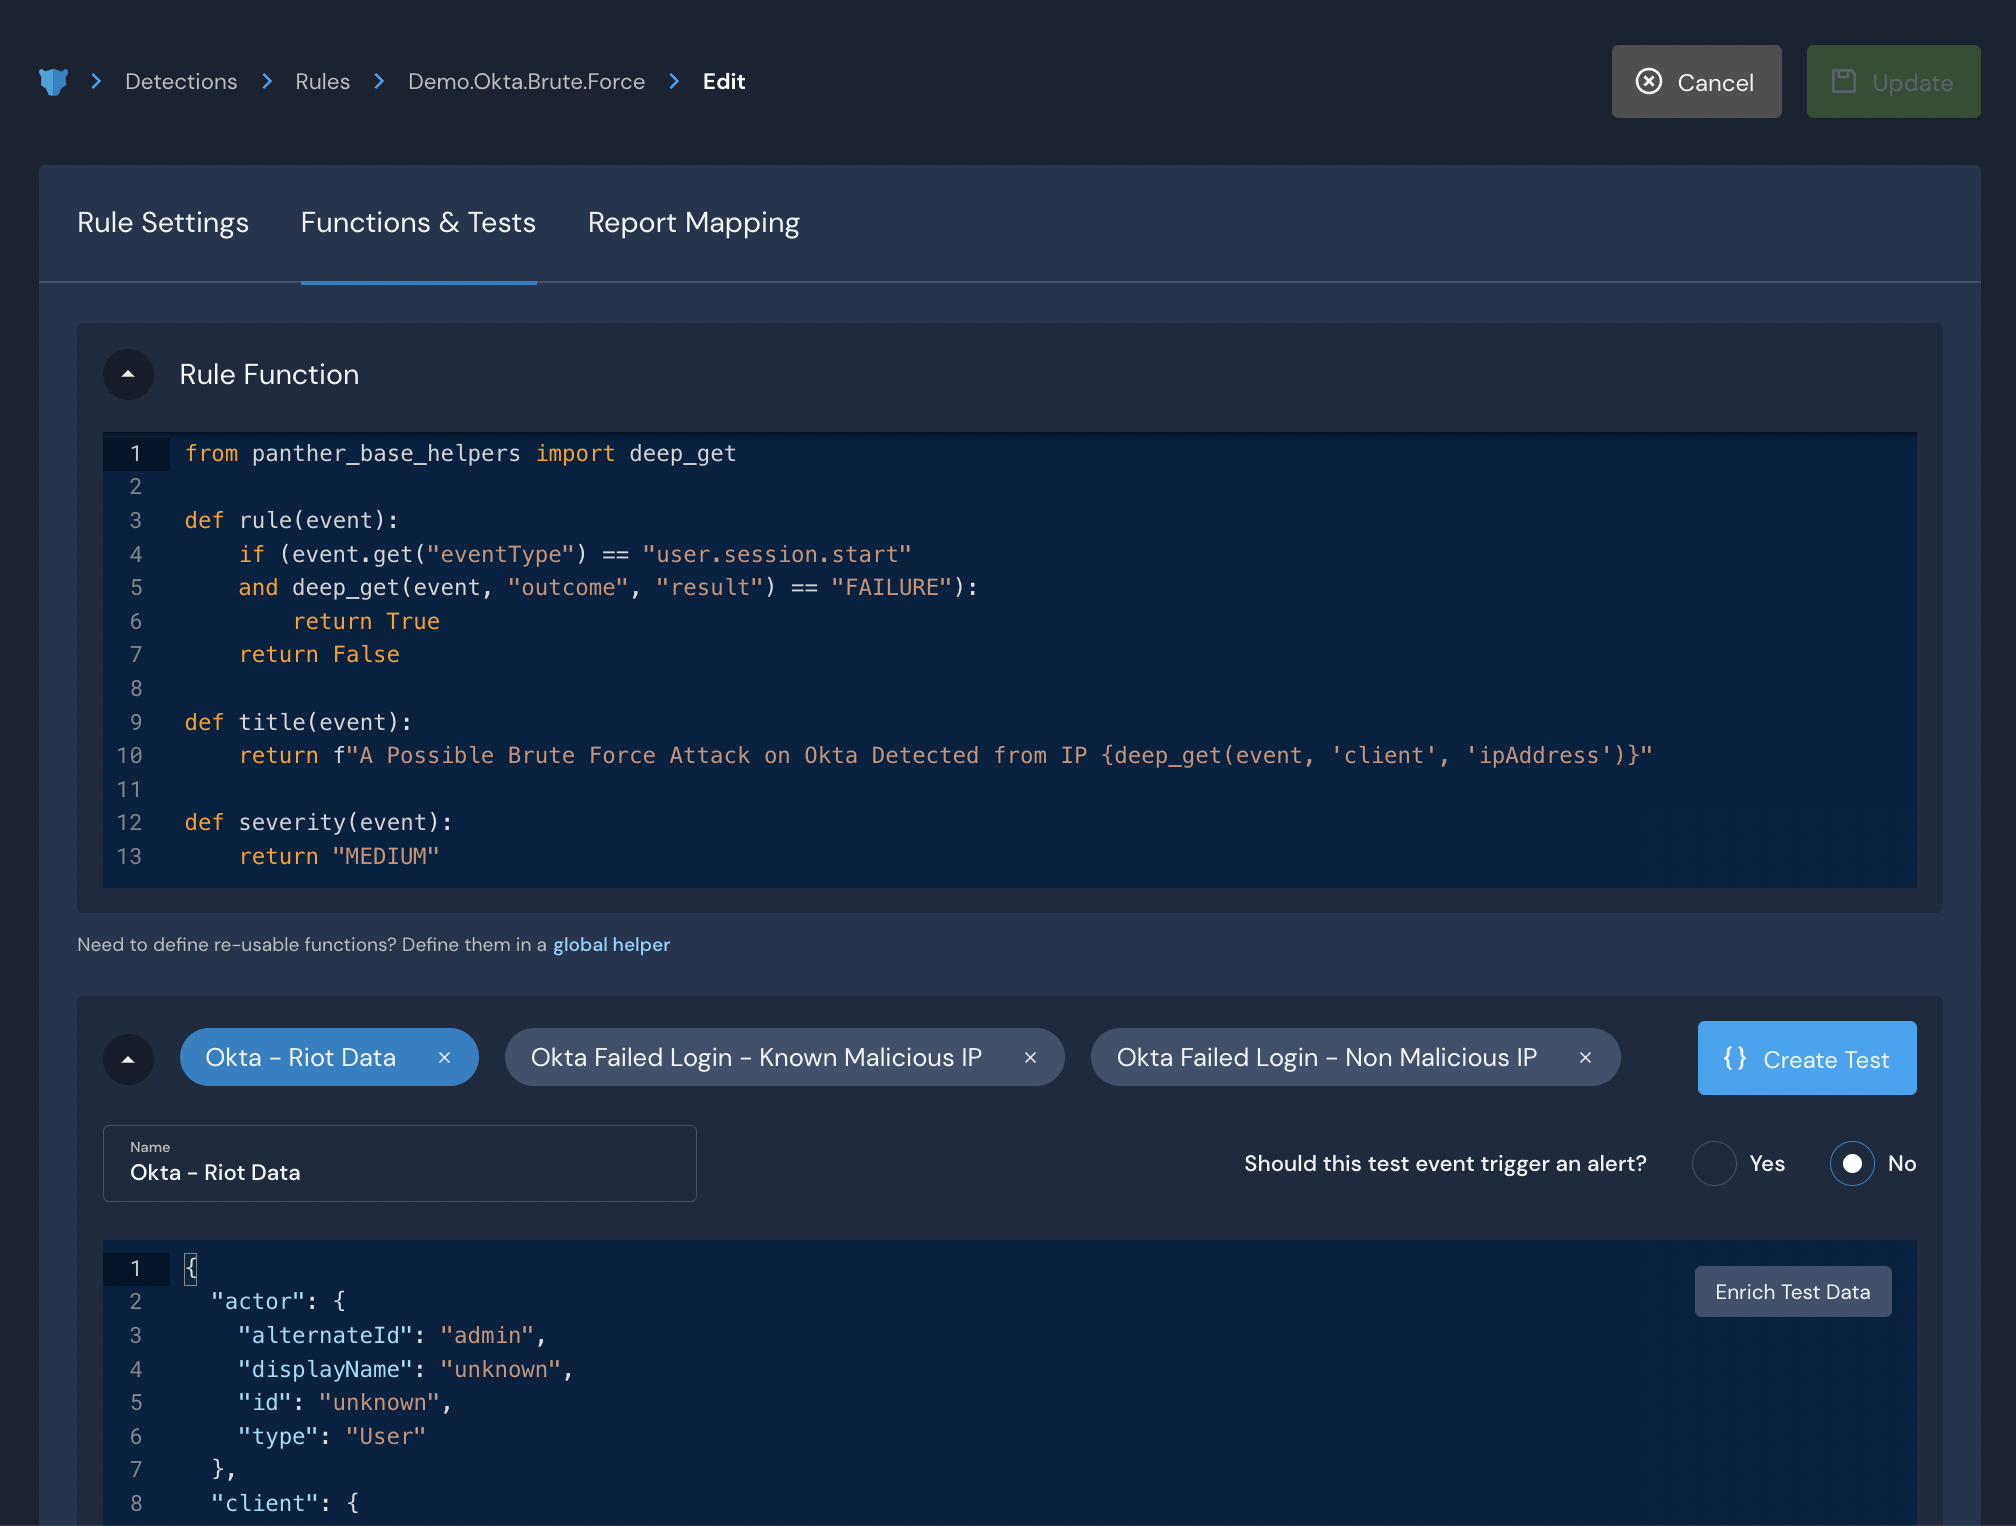 Detections Rules Demo.Okta.Brute.Force Edit
Cancel Update
Rule Settings Functions & Tests Report Mapping
Rule Function
1 from panther_base_helpers import deep_get
2
3 def rule(event):
4     if (event.get("eventType") == "user.session.start"
5     and deep_get(event, "outcome", "result") == "FAILURE"):
6         return True
7     return False
8
9 def title(event):
10     return f"A Possible Brute Force Attack on Okta Detected from IP {deep_get(event, 'client', 'ipAddress')}"
11
12 def severity(event):
13     return "MEDIUM"
Need to define re-usable functions? Define them in a global helper
Okta - Riot Data × Okta Failed Login - Known Malicious IP × Okta Failed Login - Non Malicious IP × {} Create Test
Name
Okta - Riot Data
Should this test event trigger an alert? Yes No
Enrich Test Data
1 {
2   "actor": {
3     "alternateId": "admin",
4     "displayName": "unknown",
5     "id": "unknown",
6     "type": "User"
7   },
8   "client": {